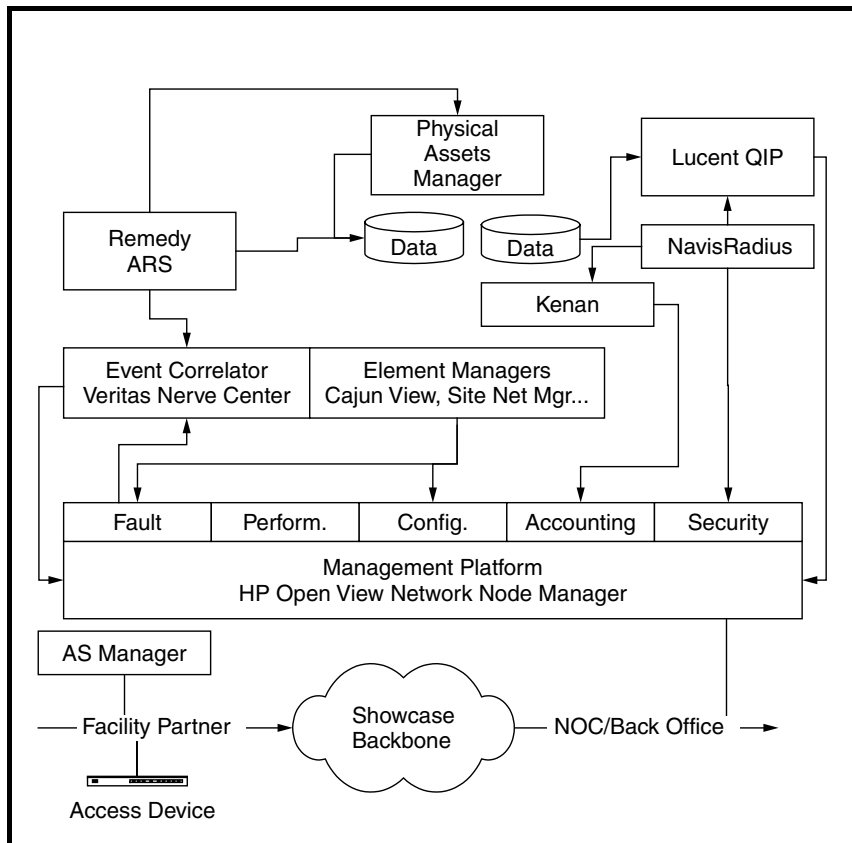 Physical
Assets
Manager
Lucent QIP
Remedy
ARS
Data
Data
NavisRadius
Kenan
Event Correlator
Veritas Nerve Center
Element Managers
Cajun View, Site Net Mgr...
Fault
Perform.
Config.
Accounting
Security
Management Platform
HP Open View Network Node Manager
AS Manager
Facility Partner
Showcase
Backbone
NOC/Back Office
Access Device